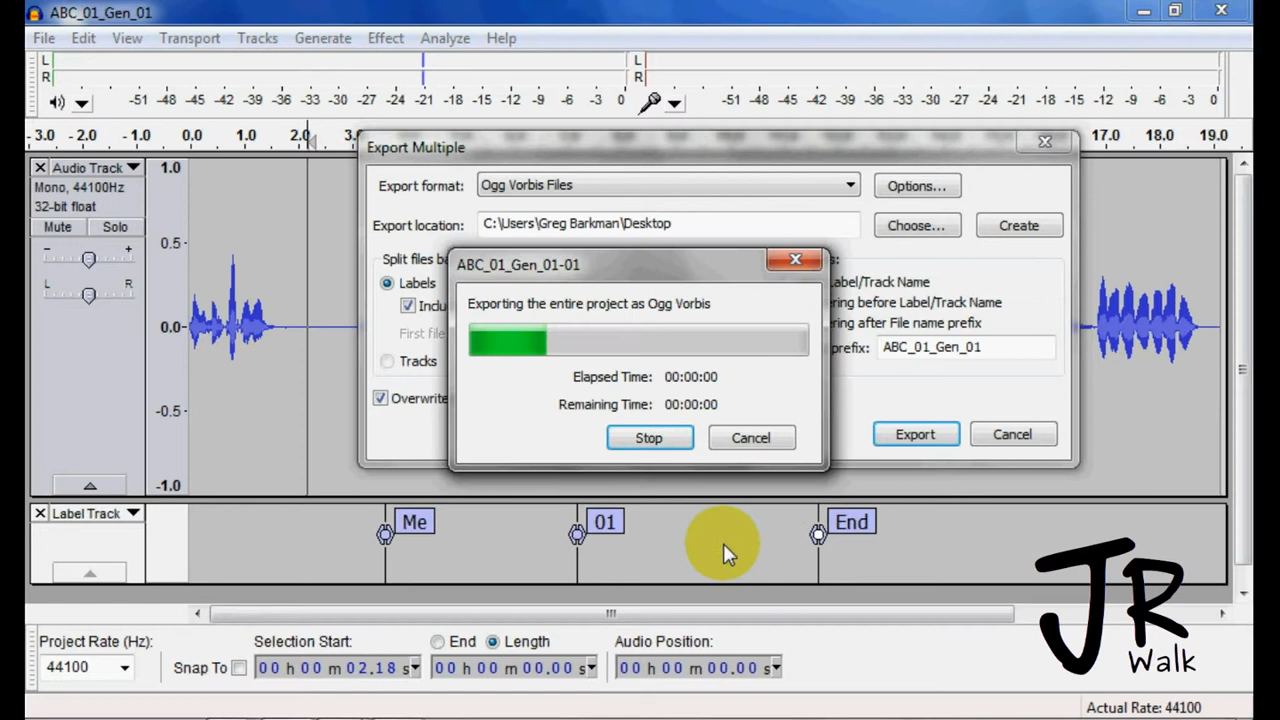 ABC_01_Gen_01
File Edit View Transport Tracks Generate Effect Analyze Help
L
R
-51 -48 -45 -42 -39 -36 -33 -30 -27 -24 -21 -18 -15 -12 -9 -6 -3 0
L
R
-51 -48 -45 -42 -39 -36 -33 -30 -27 -24 -21 -18 -15 -12 -9 -6 -3 0
-3.0 -2.0 -1.0 0.0 1.0 2.0 17.0 18.0 19.0
Audio Track
Mono, 44100Hz
32-bit float
Mute Solo
- +
L R
1.0
0.5
0.0
-0.5
-1.0
Export Multiple
Export format: Ogg Vorbis Files Options...
Export location: C:\Users\Greg Barkman\Desktop Choose... Create
Split files
Labels
First file
Tracks
Overwrite
Label/Track Name
before Label/Track Name
after File name prefix
prefix: ABC_01_Gen_01
Export Cancel
ABC_01_Gen_01-01
Exporting the entire project as Ogg Vorbis
Elapsed Time: 00:00:00
Remaining Time: 00:00:00
Stop Cancel
Label Track
Me 01 End
Project Rate (Hz): Selection Start: End Length Audio Position:
44100 Snap To 00 h 00 m 02.18 s 00 h 00 m 00.00 s 00 h 00 m 00.00 s
Actual Rate: 44100
JR
Walk